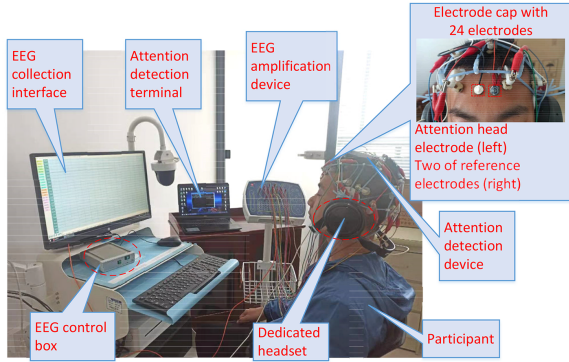 EEG
collection
interface
Attention
detection
terminal
EEG
amplification
device
Electrode cap with
24 electrodes
Attention head
electrode (left)
Two of reference
electrodes (right)
Attention
detection
device
EEG control
box
Dedicated
headset
Participant